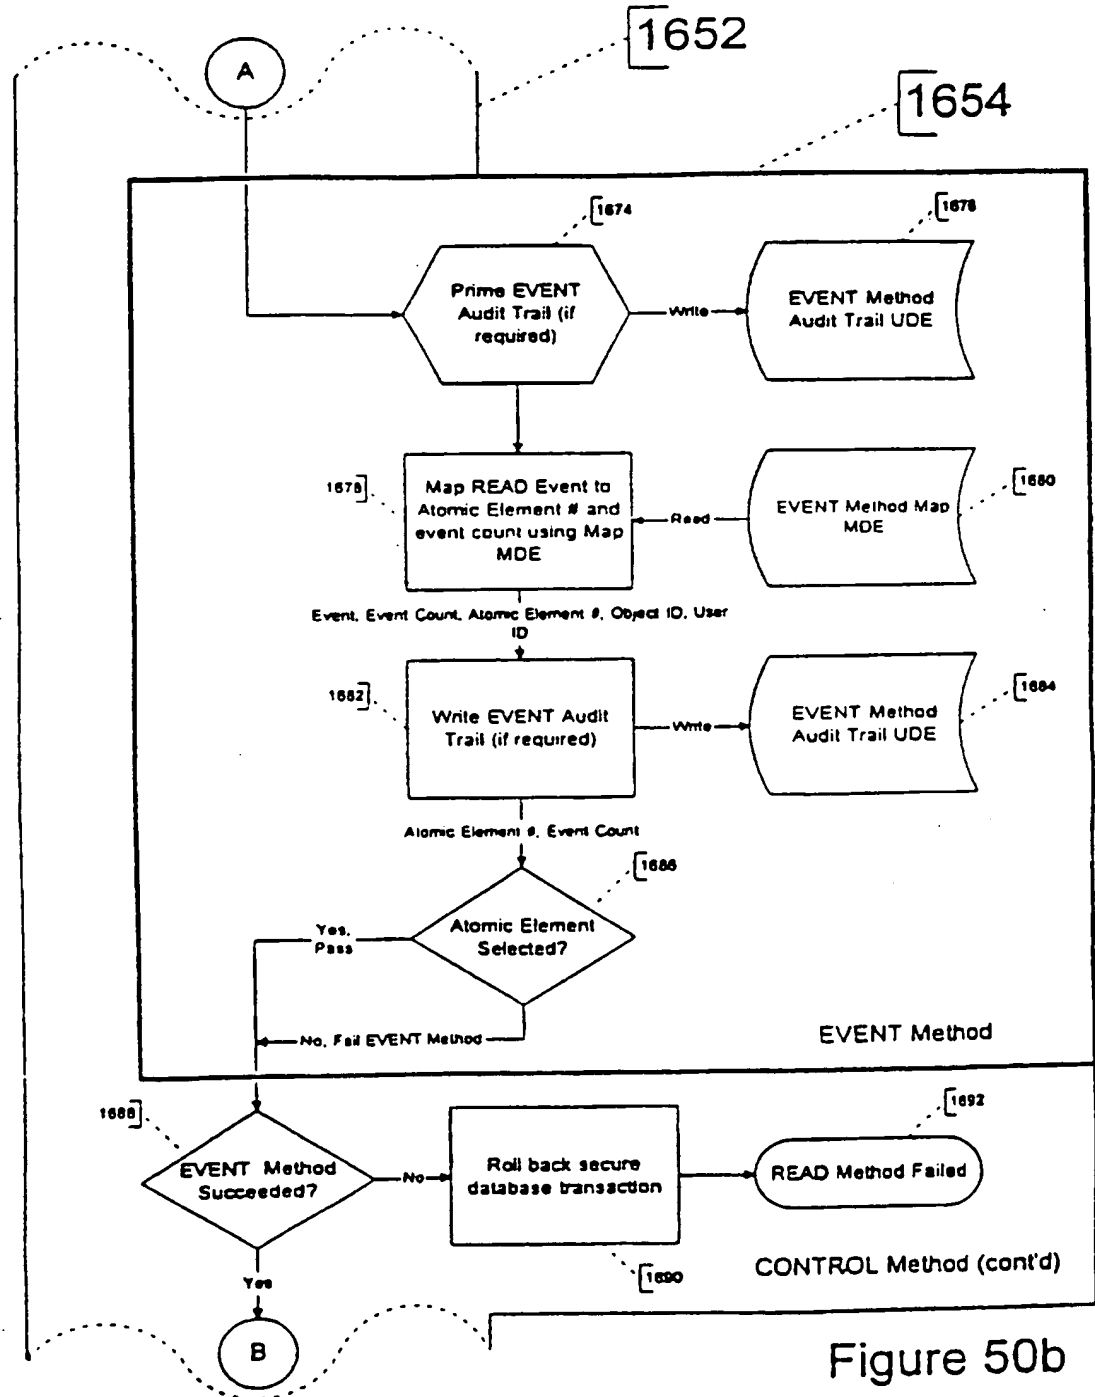 1652
A
1654
1674
1676
Prime EVENT
Audit Trail (if
required)
Write
EVENT Method
Audit Trail UDE
1678
Map READ Event to
Atomic Element # and
event count using Map
MDE
Read
EVENT Method Map
MDE
1680
Event, Event Count, Atomic Element #, Object ID, User
ID
1682
Write EVENT Audit
Trail (if required)
Write
EVENT Method
Audit Trail UDE
1684
Atomic Element #, Event Count
1686
Atomic Element
Selected?
Yes,
Pass
No, Fail EVENT Method
EVENT Method
1688
EVENT Method
Succeeded?
No
Roll back secure
database transaction
1690
READ Method Failed
1692
CONTROL Method (cont'd)
Yes
B
Figure 50b